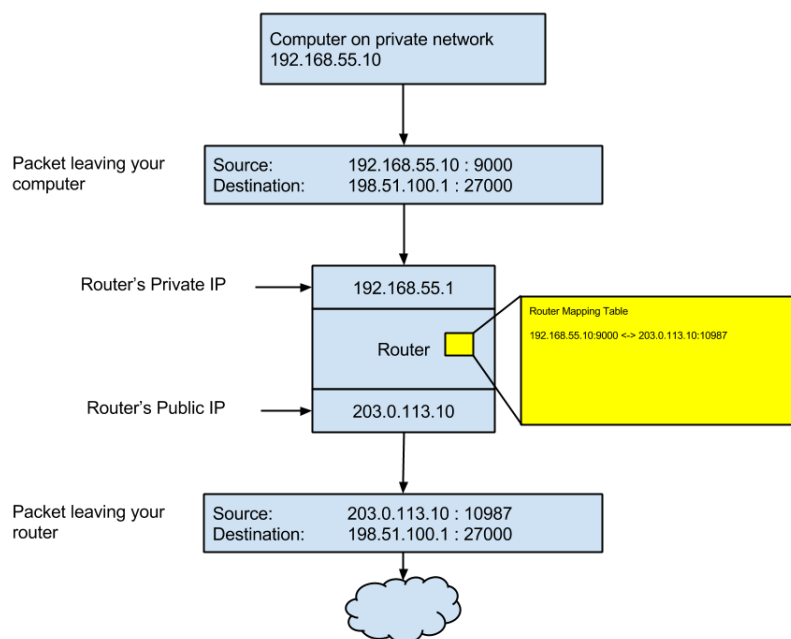 Computer on private network
192.168.55.10
Packet leaving your
computer
Source: 192.168.55.10 : 9000
Destination: 198.51.100.1 : 27000
Router's Private IP
192.168.55.1
Router Mapping Table
192.168.55.10:9000 <-> 203.0.113.10:10987
Router
Router's Public IP
203.0.113.10
Packet leaving your
router
Source: 203.0.113.10 : 10987
Destination: 198.51.100.1 : 27000